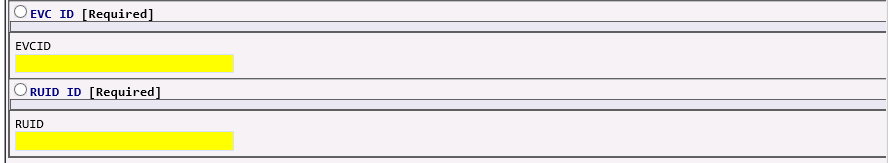 EVC ID [Required]
EVCID
RUID ID [Required]
RUID